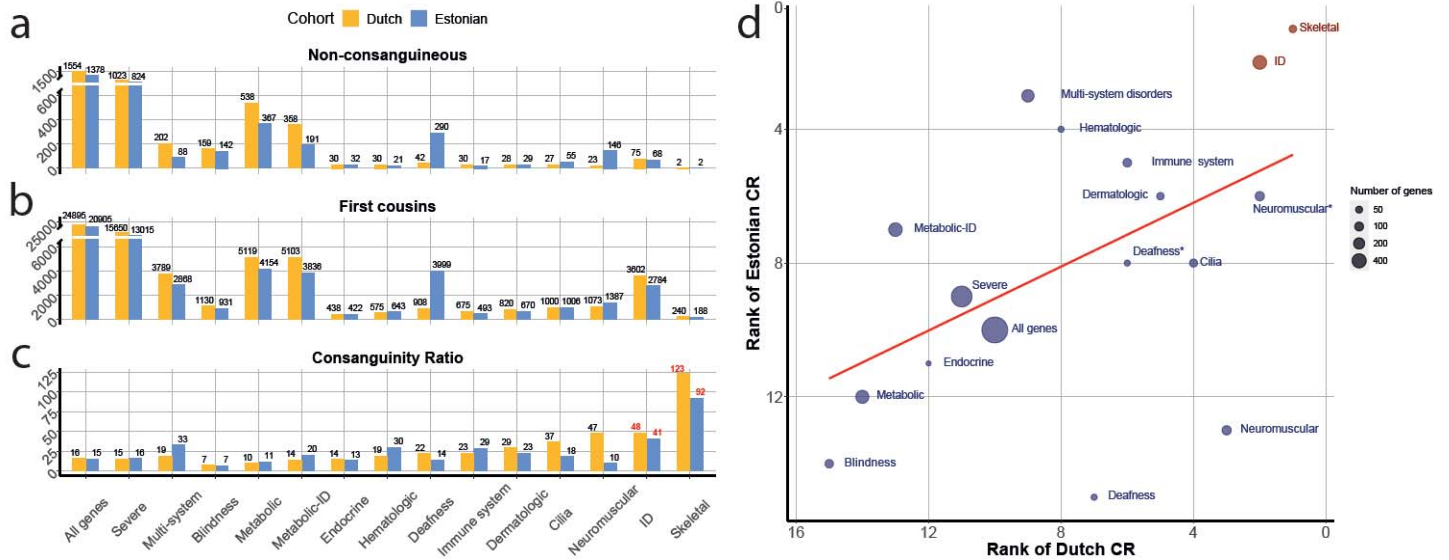 a
Cohort Dutch Estonian
Non-consanguineous
1500
600
400
200
0
1554 1378 1023 824 202 88 159 142 538 367 358 191 30 32 30 21 42 290 30 17 28 29 27 55 23 146 75 68 2 2
b
First cousins
25000
6000
4000
2000
0
24895 20905 15650 13015 3789 2868 1130 931 5119 4154 5103 3836 438 422 575 643 908 3999 675 493 820 670 1000 1006 1073 1387 3602 2784 240 188
c
Consanguinity Ratio
125
100
75
50
25
0
16 15 15 16 19 33 7 7 10 11 14 20 14 13 19 30 22 14 23 29 29 23 37 18 47 10 48 41 123 92
All genes
Severe
Multi-system
Blindness
Metabolic
Metabolic-ID
Endocrine
Hematologic
Deafness
Immune system
Dermatologic
Cilia
Neuromuscular
ID
Skeletal
d
Rank of Estonian CR
0
4
8
12
Skeletal
ID
Multi-system disorders
Hematologic
Immune system
Dermatologic
Neuromuscular*
Metabolic-ID
Deafness*
Cilia
Severe
All genes
Endocrine
Metabolic
Neuromuscular
Blindness
Deafness
16 12 8 4 0
Rank of Dutch CR
Number of genes
50
100
200
400